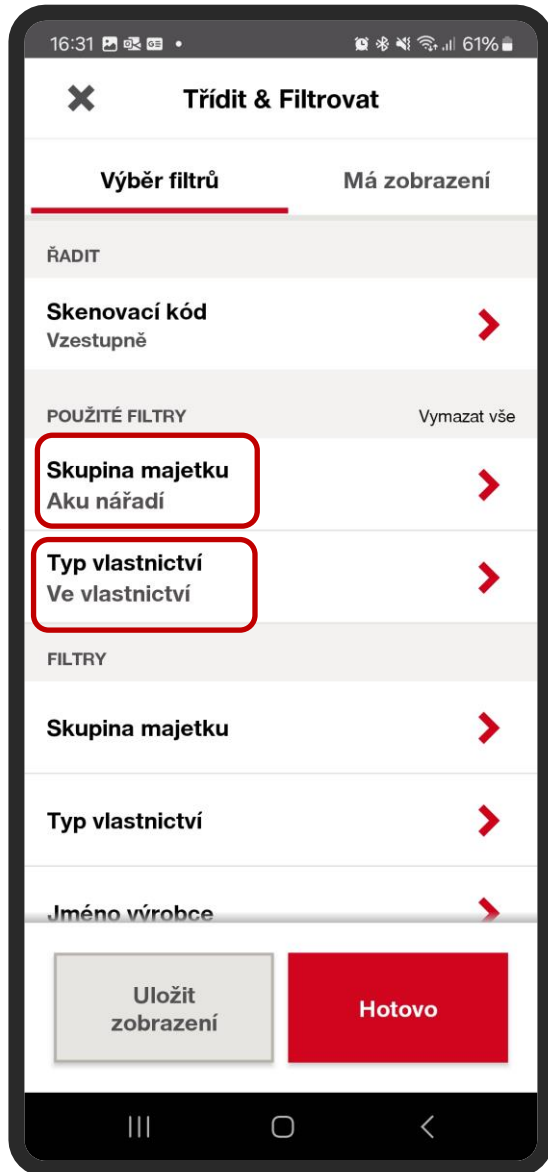 16:31
61%
Třídit & Filtrovat
Výběr filtrů
Má zobrazení
ŘADIT
Skenovací kód
Vzestupně
POUŽITÉ FILTRY
Vymazat vše
Skupina majetku
Aku nářadí
Typ vlastnictví
Ve vlastnictví
FILTRY
Skupina majetku
Typ vlastnictví
Jméno výrobce
Uložit
zobrazení
Hotovo